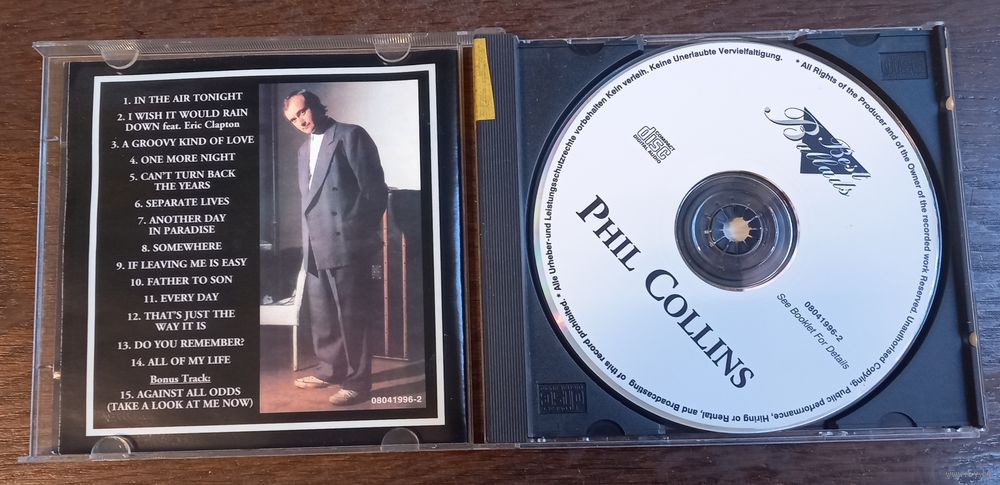 1. IN THE AIR TONIGHT
2. I WISH IT WOULD RAIN
DOWN feat. Eric Clapton
3. A GROOVY KIND OF LOVE
4. ONE MORE NIGHT
5. CAN'T TURN BACK
THE YEARS
6. SEPARATE LIVES
7. ANOTHER DAY
IN PARADISE
8. SOMEWHERE
9. IF LEAVING ME IS EASY
10. FATHER TO SON
11. EVERY DAY
12. THAT'S JUST THE
WAY IT IS
13. DO YOU REMEMBER?
14. ALL OF MY LIFE
Bonus Track:
15. AGAINST ALL ODDS
(TAKE A LOOK AT ME NOW)
08041996-2
Best
Ballads
COMPACT
disc
DIGITAL AUDIO
PHIL COLLINS
08041996-2
See Booklet For Details
* All Rights of the Producer and of the Owner of the recorded work Reserved. Unauthorised Copying, Public performance, Hiring or Rental, and Broadcasting of this record prohibited. * Alle Urheber-und Leistungsschutzrechte vorbehalten Kein verleih. Keine Unerlaubte Vervielfaltigung.